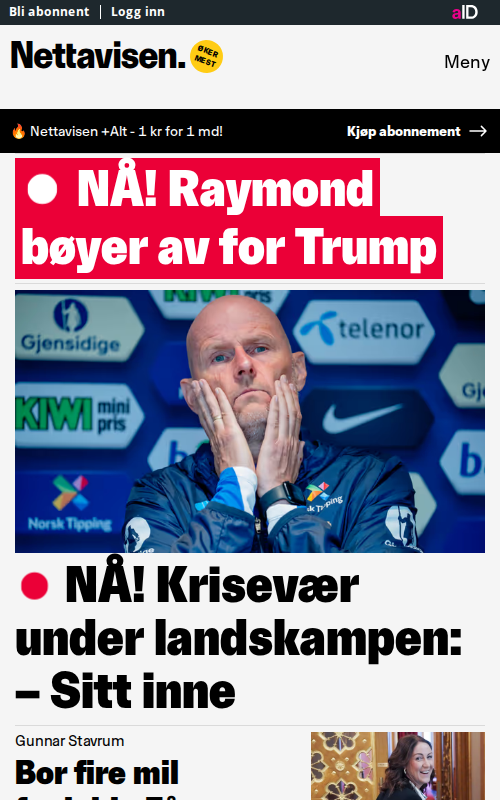 Bli abonnent Logg inn aID
Nettavisen. ØKER MEST
Meny
🔥 Nettavisen +Alt - 1 kr for 1 md! Kjøp abonnement →
NÅ! Raymond
bøyer av for Trump
Gjensidige
telenor
KIWI mini
pris
Norsk Tipping
Norsk Tipping
NÅ! Krisevær
under landskampen:
– Sitt inne
Gunnar Stavrum
Bor fire mil